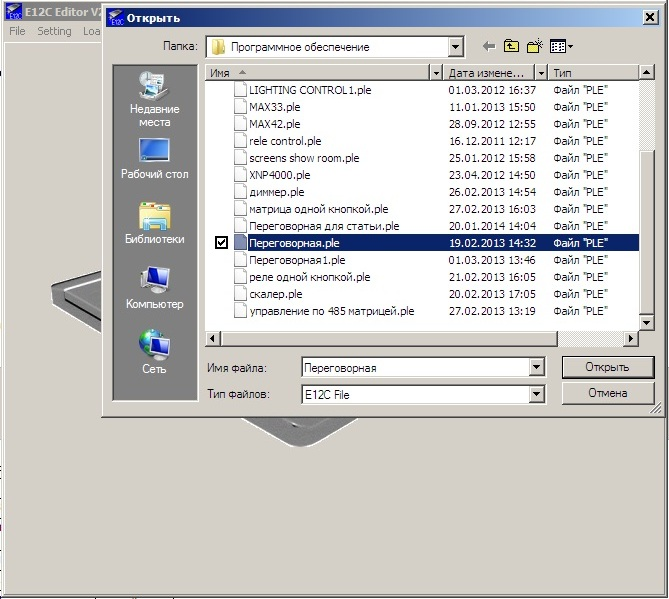 E12C Editor V2
Открыть
File Setting Loa
Папка: Программное обеспечение
Имя Дата измене... Тип
LIGHTING CONTROL1.ple 01.03.2012 16:37 Файл "PLE"
MAX33.ple 11.01.2013 15:50 Файл "PLE"
MAX42.ple 28.09.2012 12:55 Файл "PLE"
rele control.ple 16.12.2011 12:17 Файл "PLE"
screens show room.ple 25.01.2012 15:58 Файл "PLE"
XNP4000.ple 23.04.2012 14:50 Файл "PLE"
диммер.ple 26.02.2013 14:54 Файл "PLE"
матрица одной кнопкой.ple 27.02.2013 16:03 Файл "PLE"
Переговорная для статьи.ple 20.01.2014 14:04 Файл "PLE"
Переговорная.ple 19.02.2013 14:32 Файл "PLE"
Переговорная1.ple 01.03.2013 13:46 Файл "PLE"
реле одной кнопкой.ple 21.02.2013 16:05 Файл "PLE"
скалер.ple 20.02.2013 17:05 Файл "PLE"
управление по 485 матрицей.ple 27.02.2013 13:19 Файл "PLE"
Недавние
места
Рабочий стол
Библиотеки
Компьютер
Сеть
Имя файла: Переговорная Открыть
Тип файлов: E12C File Отмена